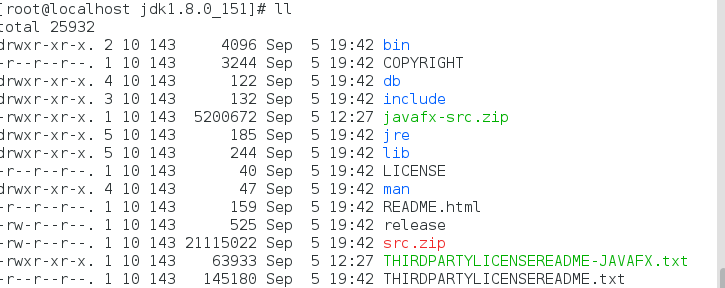 [root@localhost jdk1.8.0_151]# ll
total 25932
drwxr-xr-x. 2 10 143     4096 Sep  5 19:42 bin
-r--r--r--. 1 10 143     3244 Sep  5 19:42 COPYRIGHT
drwxr-xr-x. 4 10 143      122 Sep  5 19:42 db
drwxr-xr-x. 3 10 143      132 Sep  5 19:42 include
-rwxr-xr-x. 1 10 143  5200672 Sep  5 12:27 javafx-src.zip
drwxr-xr-x. 5 10 143      185 Sep  5 19:42 jre
drwxr-xr-x. 5 10 143      244 Sep  5 19:42 lib
-r--r--r--. 1 10 143       40 Sep  5 19:42 LICENSE
drwxr-xr-x. 4 10 143       47 Sep  5 19:42 man
-r--r--r--. 1 10 143      159 Sep  5 19:42 README.html
-rw-r--r--. 1 10 143      525 Sep  5 19:42 release
-rw-r--r--. 1 10 143 21115022 Sep  5 19:42 src.zip
-rwxr-xr-x. 1 10 143    63933 Sep  5 12:27 THIRDPARTYLICENSEREADME-JAVAFX.txt
-r--r--r--. 1 10 143   145180 Sep  5 19:42 THIRDPARTYLICENSEREADME.txt